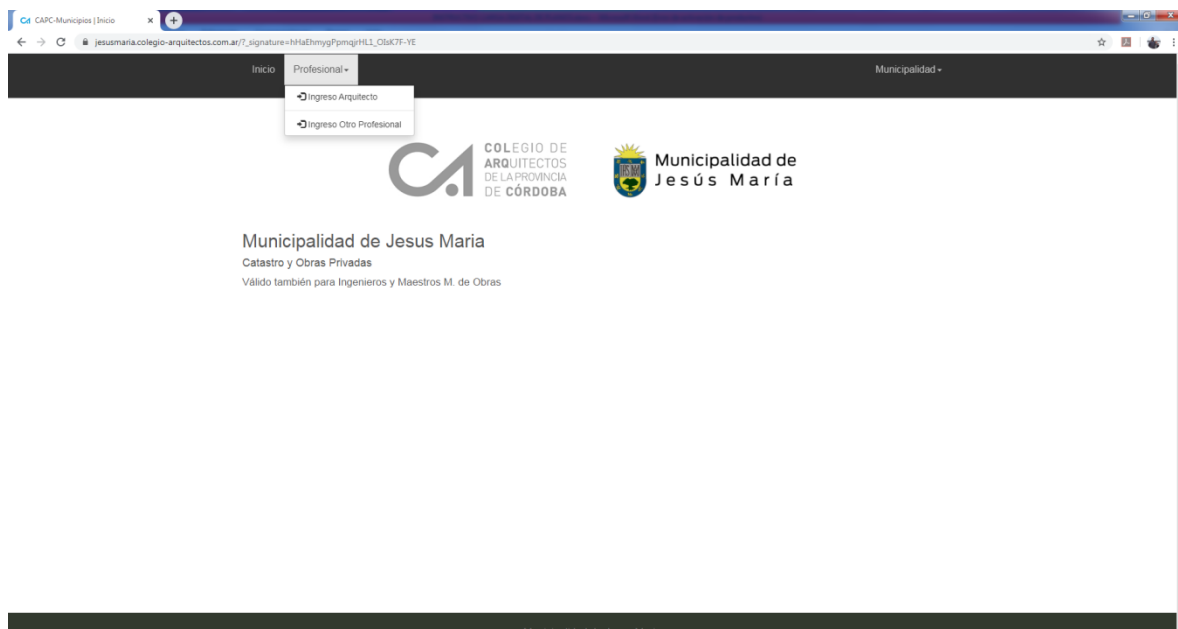 CAPC-Municipios | Inicio
jesusmaria.colegio-arquitectos.com.ar/?_signature=hHaEhmygPpmqjrHL1_OIsK7F-YE
Inicio Profesional Municipalidad
Ingreso Arquitecto
Ingreso Otro Profesional
COLEGIO DE
ARQUITECTOS
DE LA PROVINCIA
DE CÓRDOBA
Municipalidad de
Jesús María
Municipalidad de Jesus Maria
Catastro y Obras Privadas
Válido también para Ingenieros y Maestros M. de Obras